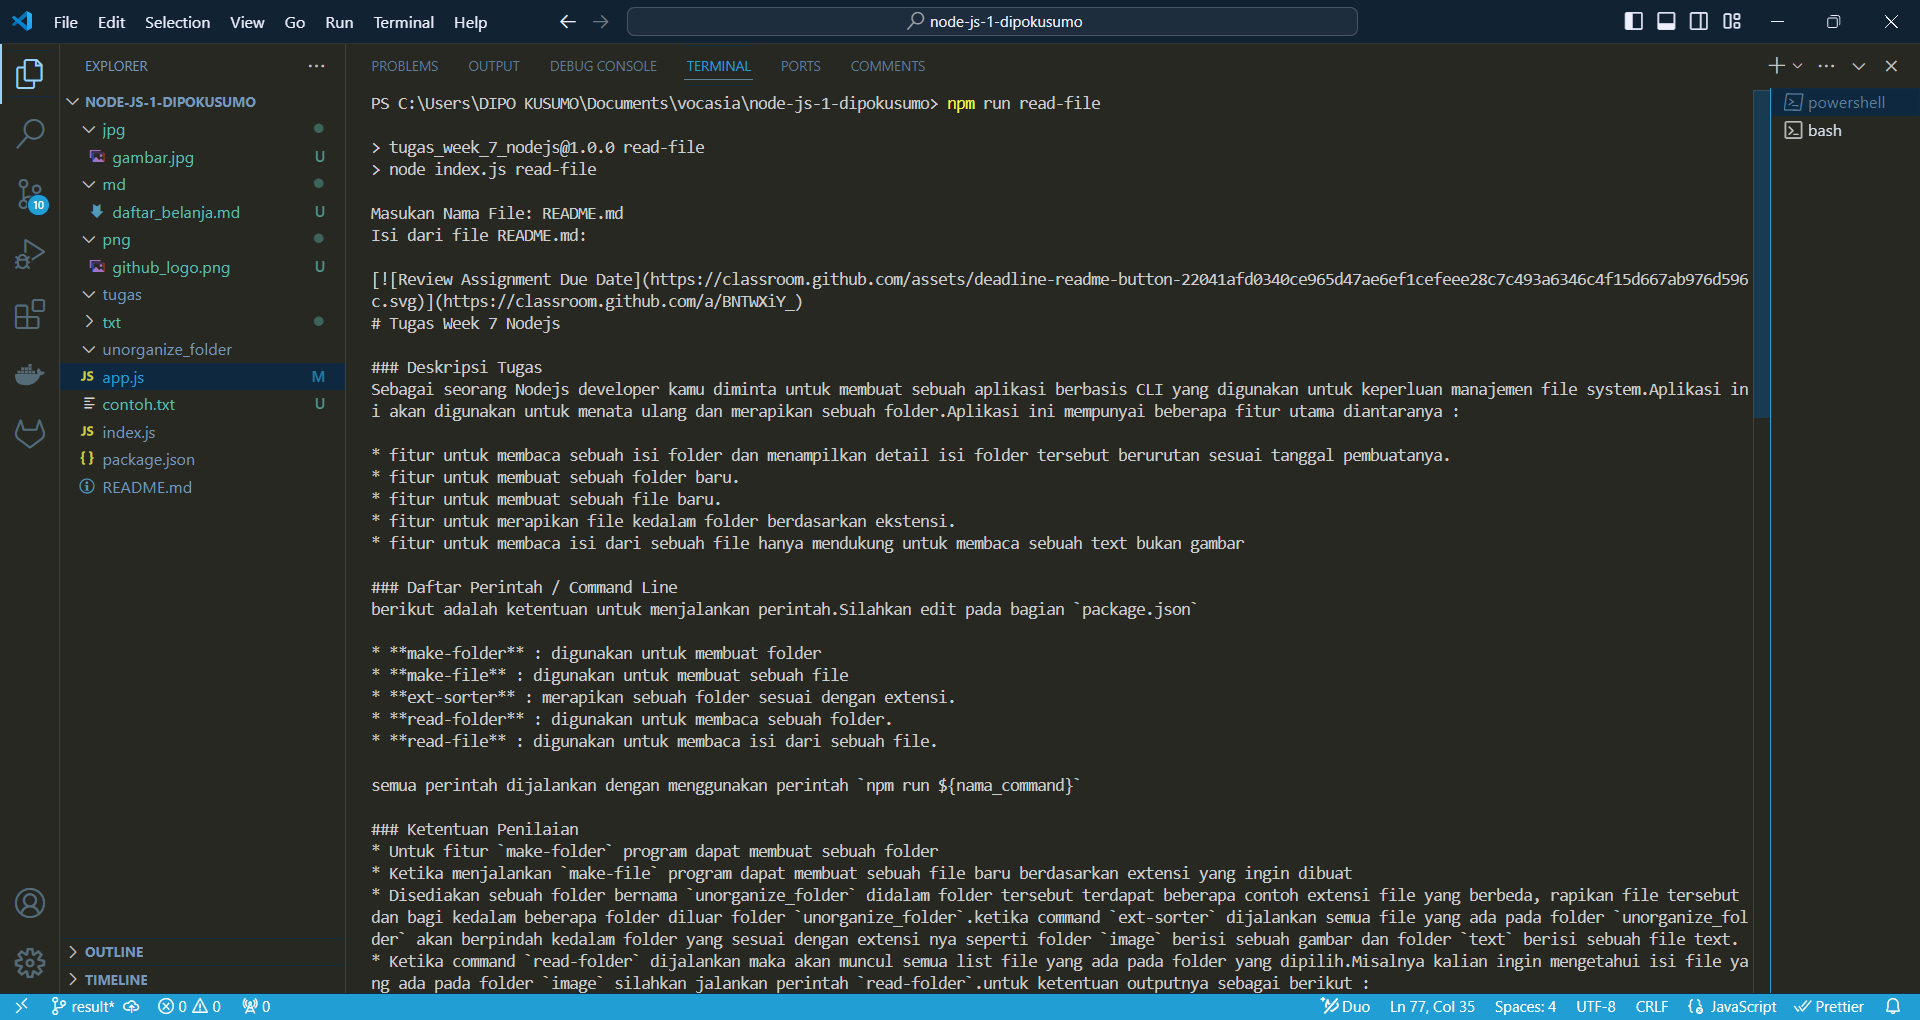 File Edit Selection View Go Run Terminal Help
node-js-1-dipokusumo
EXPLORER
NODE-JS-1-DIPOKUSUMO
jpg
gambar.jpg U
md
daftar_belanja.md U
png
github_logo.png U
tugas
txt
unorganize_folder
JS app.js M
contoh.txt U
JS index.js
{} package.json
README.md
OUTLINE
TIMELINE
10
PROBLEMS OUTPUT DEBUG CONSOLE TERMINAL PORTS COMMENTS
powershell
bash
PS C:\Users\DIPO KUSUMO\Documents\vocasia\node-js-1-dipokusumo> npm run read-file
> tugas_week_7_nodejs@1.0.0 read-file
> node index.js read-file
Masukan Nama File: README.md
Isi dari file README.md:
[![Review Assignment Due Date](https://classroom.github.com/assets/deadline-readme-button-22041afd0340ce965d47ae6ef1cefeee28c7c493a6346c4f15d667ab976d596
c.svg)](https://classroom.github.com/a/BNTWXiY_)
# Tugas Week 7 Nodejs
### Deskripsi Tugas
Sebagai seorang Nodejs developer kamu diminta untuk membuat sebuah aplikasi berbasis CLI yang digunakan untuk keperluan manajemen file system.Aplikasi in
i akan digunakan untuk menata ulang dan merapikan sebuah folder.Aplikasi ini mempunyai beberapa fitur utama diantaranya :
* fitur untuk membaca sebuah isi folder dan menampilkan detail isi folder tersebut berurutan sesuai tanggal pembuatanya.
* fitur untuk membuat sebuah folder baru.
* fitur untuk membuat sebuah file baru.
* fitur untuk merapikan file kedalam folder berdasarkan ekstensi.
* fitur untuk membaca isi dari sebuah file hanya mendukung untuk membaca sebuah text bukan gambar
### Daftar Perintah / Command Line
berikut adalah ketentuan untuk menjalankan perintah.Silahkan edit pada bagian `package.json`
* **make-folder** : digunakan untuk membuat folder
* **make-file** : digunakan untuk membuat sebuah file
* **ext-sorter** : merapikan sebuah folder sesuai dengan extensi.
* **read-folder** : digunakan untuk membaca sebuah folder.
* **read-file** : digunakan untuk membaca isi dari sebuah file.
semua perintah dijalankan dengan menggunakan perintah `npm run ${nama_command}`
### Ketentuan Penilaian
* Untuk fitur `make-folder` program dapat membuat sebuah folder
* Ketika menjalankan `make-file` program dapat membuat sebuah file baru berdasarkan extensi yang ingin dibuat
* Disediakan sebuah folder bernama `unorganize_folder` didalam folder tersebut terdapat beberapa contoh extensi file yang berbeda, rapikan file tersebut
dan bagi kedalam beberapa folder diluar folder `unorganize_folder`.ketika command `ext-sorter` dijalankan semua file yang ada pada folder `unorganize_fol
der` akan berpindah kedalam folder yang sesuai dengan extensi nya seperti folder `image` berisi sebuah gambar dan folder `text` berisi sebuah file text.
* Ketika command `read-folder` dijalankan maka akan muncul semua list file yang ada pada folder yang dipilih.Misalnya kalian ingin mengetahui isi file ya
ng ada pada folder `image` silahkan jalankan perintah `read-folder`.untuk ketentuan outputnya sebagai berikut :
result* 0 0 0 Duo Ln 77, Col 35 Spaces: 4 UTF-8 CRLF JavaScript Prettier